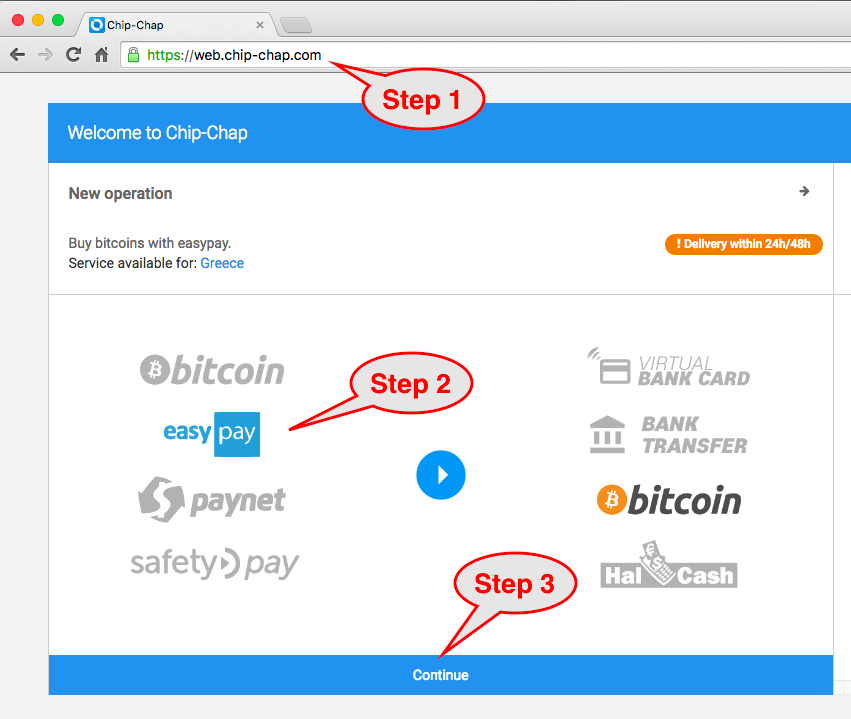 Chip-Chap
https://web.chip-chap.com
Step 1
Welcome to Chip-Chap
New operation
Buy bitcoins with easypay.
! Delivery within 24h/48h
Service available for: Greece
bitcoin
VIRTUAL
BANK CARD
Step 2
easy pay
BANK
TRANSFER
paynet
bitcoin
safety pay
Hal Cash
Step 3
Continue